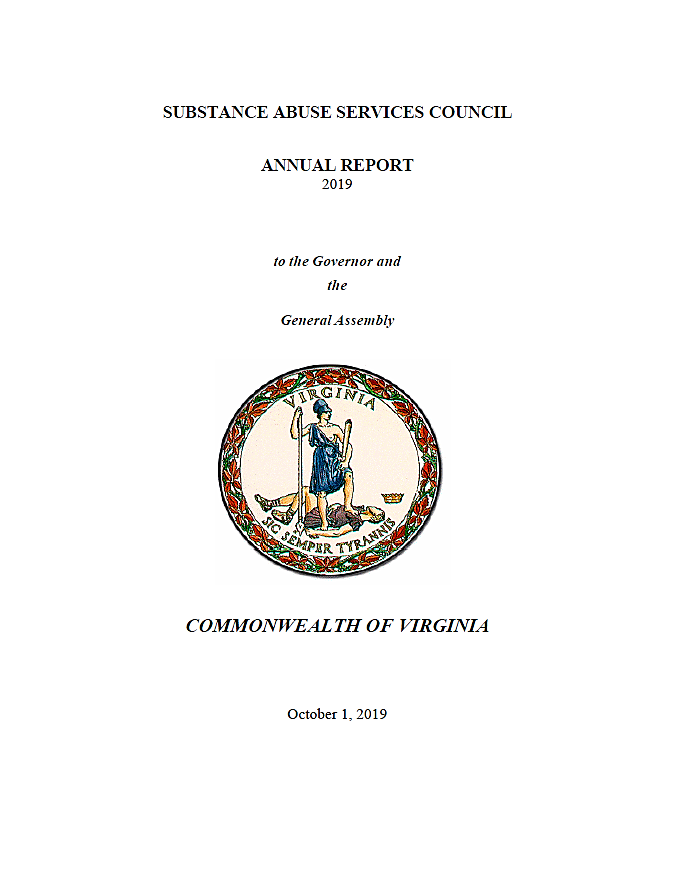 SUBSTANCE ABUSE SERVICES COUNCIL
ANNUAL REPORT
2019
to the Governor and
the
General Assembly
VIRGINIA
SIC SEMPER TYRANNIS
COMMONWEALTH OF VIRGINIA
October 1, 2019